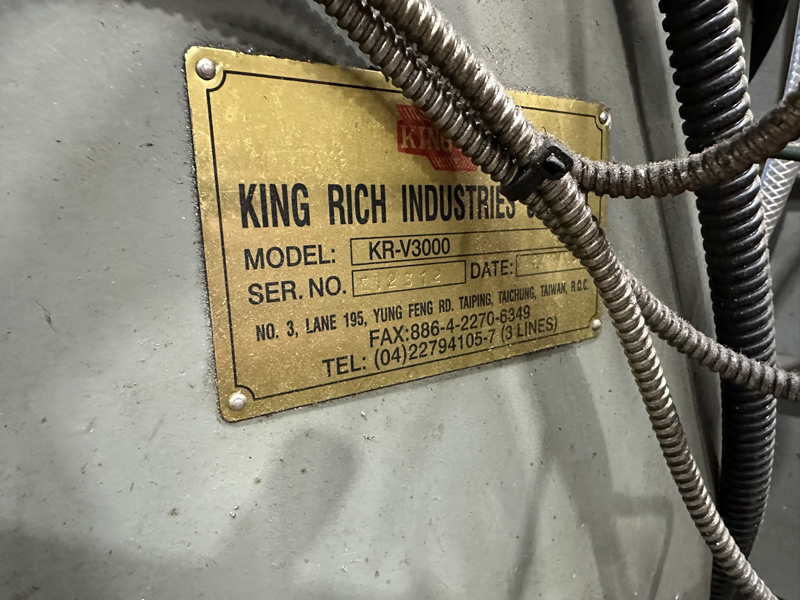 KING
KING RICH INDUSTRIES
MODEL: KR-V3000
SER. NO. DATE:
NO. 3, LANE 195, YUNG FENG RD. TAIPING, TAICHUNG, TAIWAN, R.O.C.
FAX:886-4-2270-6349
TEL: (04)22794105-7 (3 LINES)